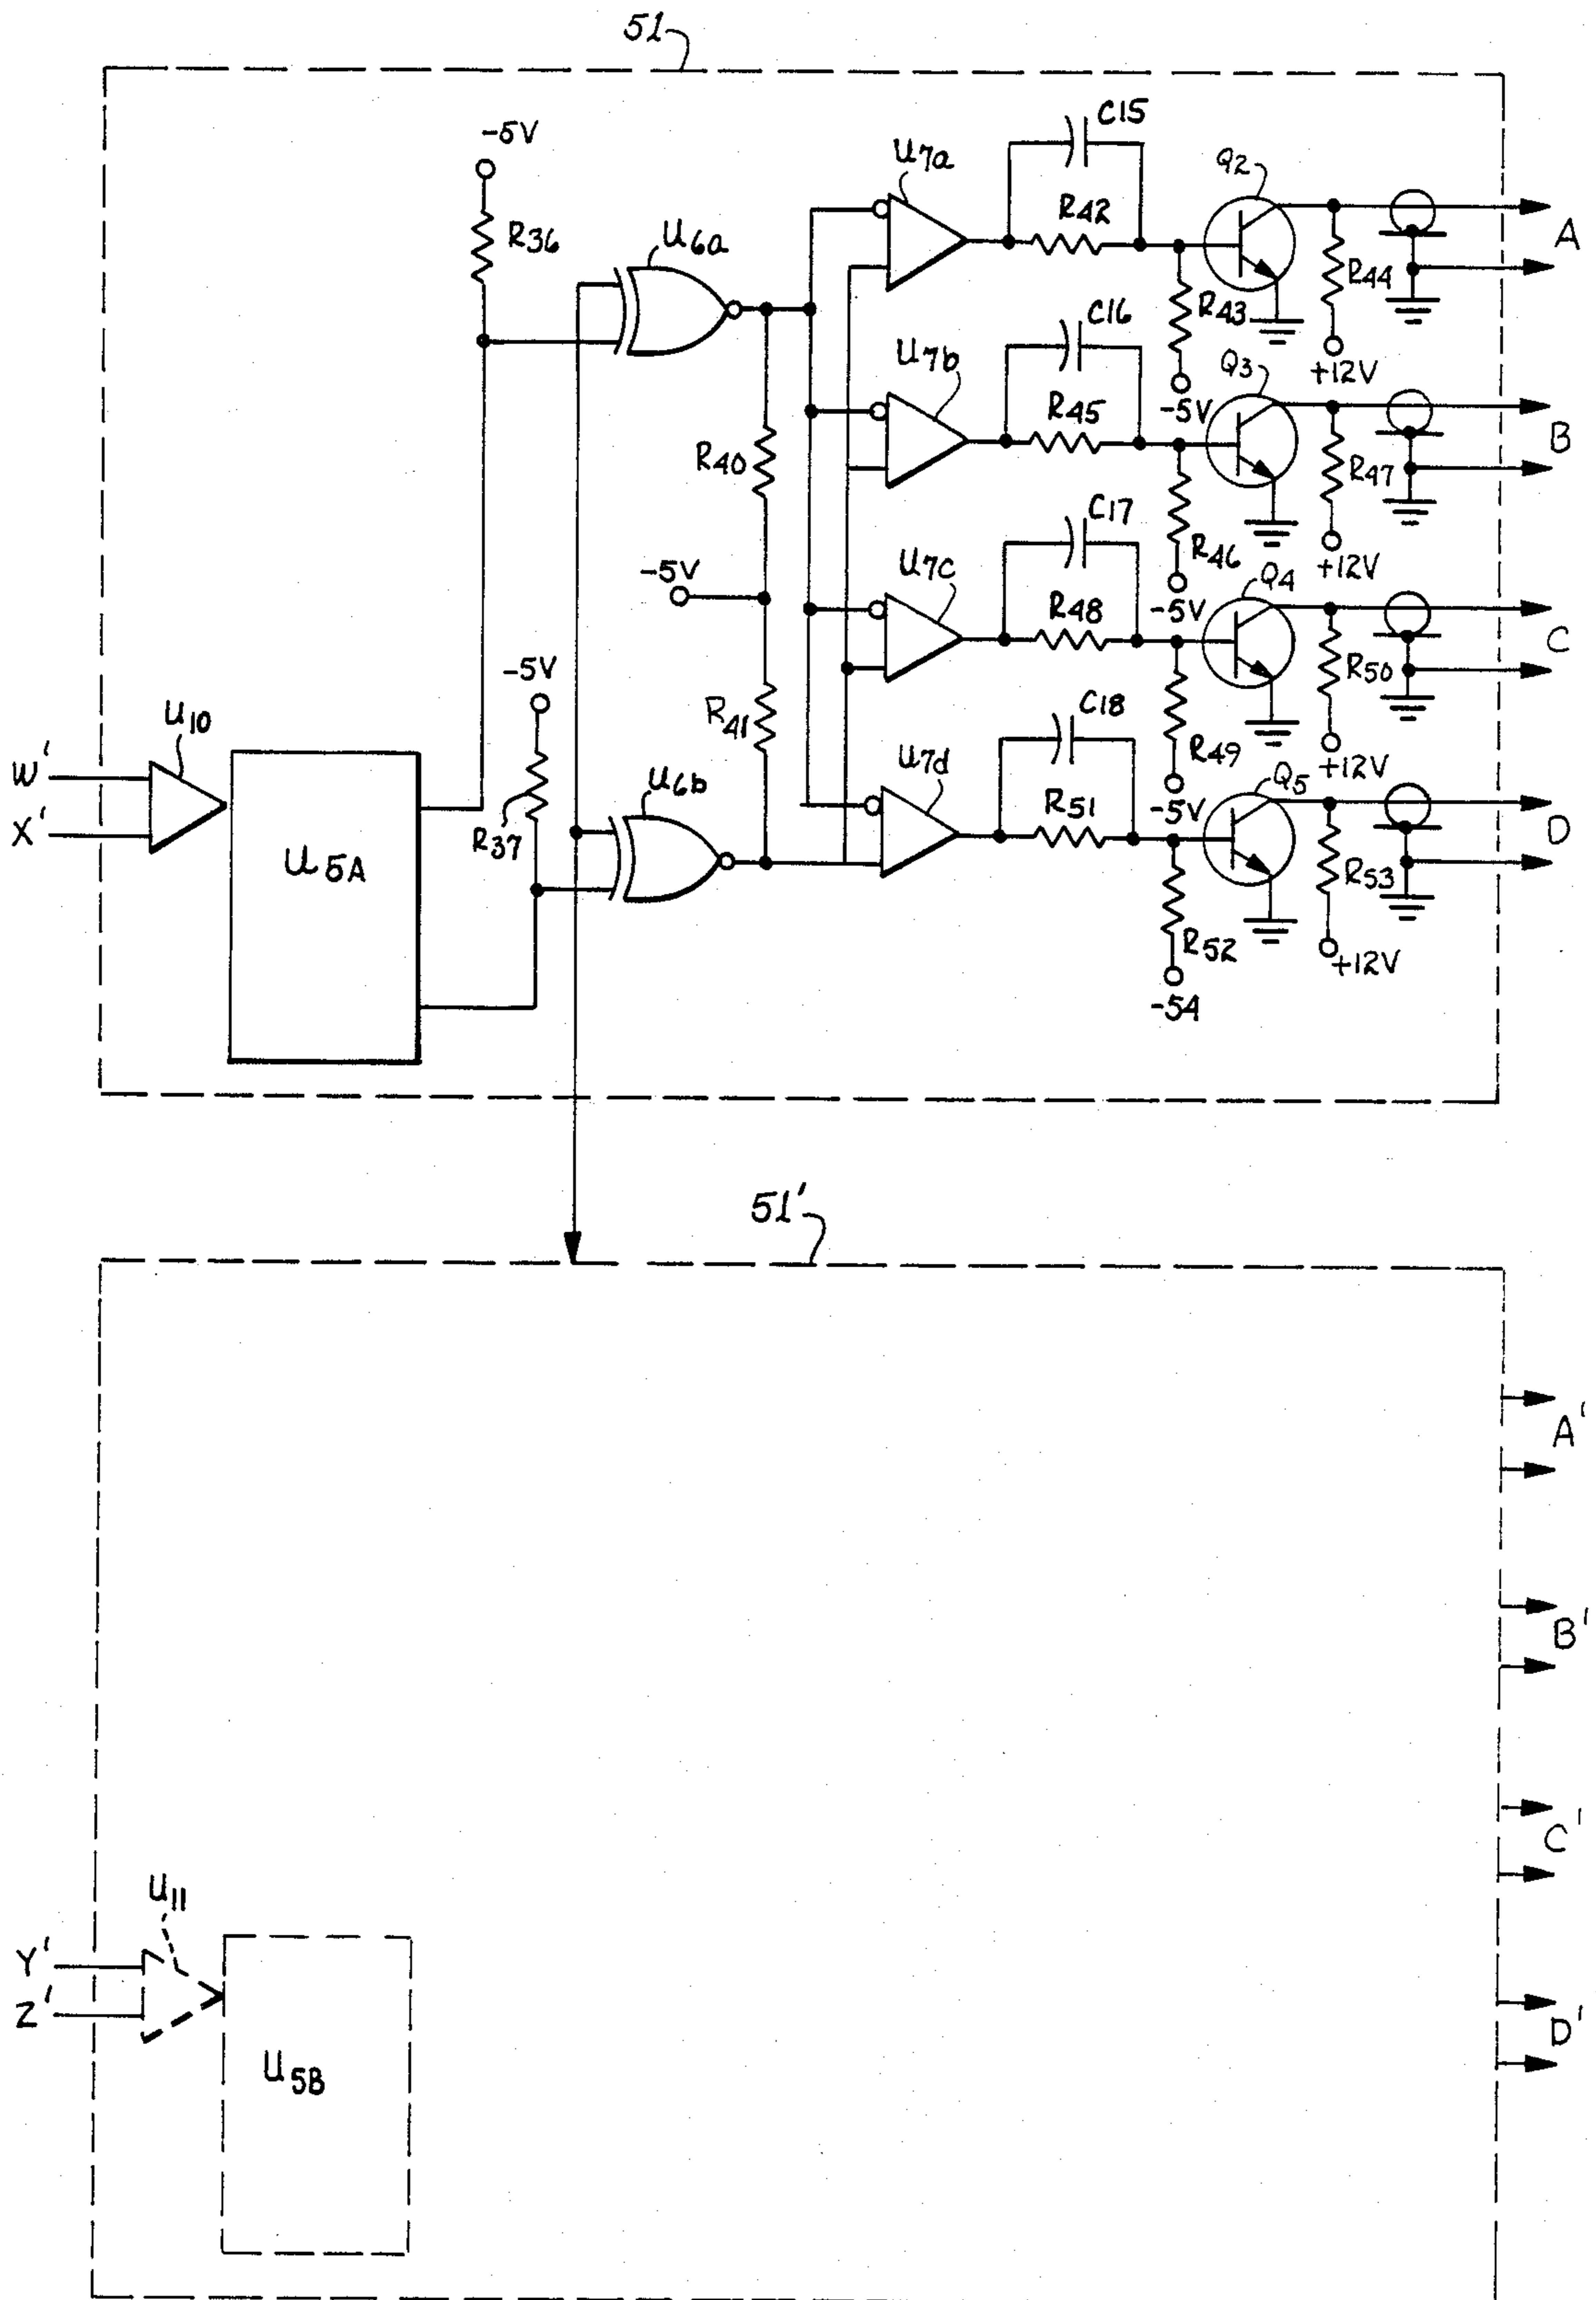 51
-5V
R36
U6a
U7a
C15
R42
Q2
A
R43
R44
-5V
+12V
U7b
C16
R45
Q3
B
R40
R46
R47
-5V
+12V
-5V
U7c
C17
R48
Q4
C
R49
R50
-5V
+12V
-5V
R41
U10
W'
X'
U5A
R37
U6b
U7d
C18
R51
Q5
D
R52
R53
-54
+12V
51'
A'
B'
C'
U11
Y'
Z'
U5B
D'